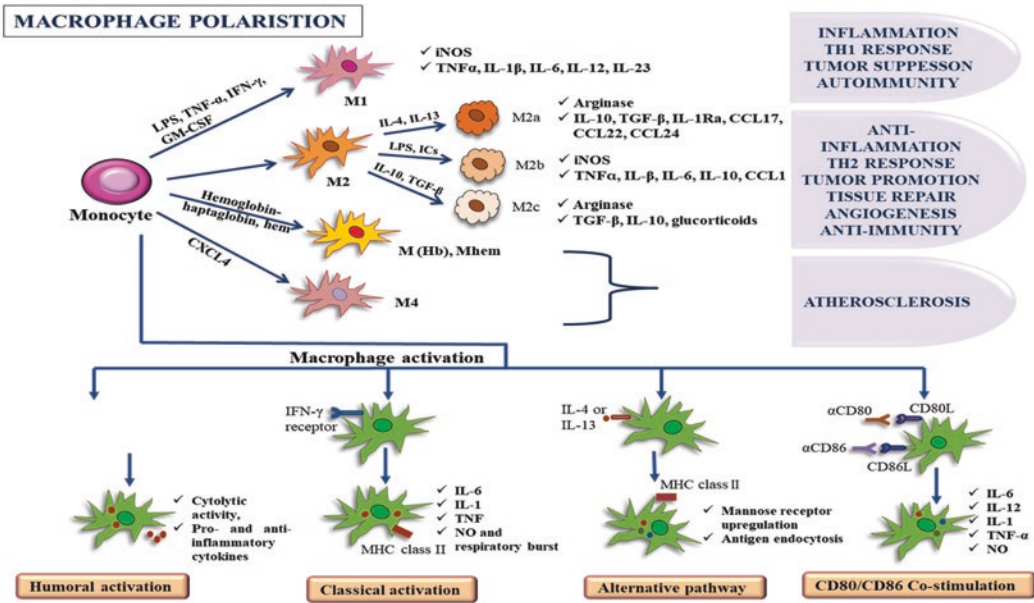 MACROPHAGE POLARISTION
LPS, TNF-α, IFN-γ,
GM-CSF
M1
✓ iNOS
✓ TNFα, IL-1β, IL-6, IL-12, IL-23
INFLAMMATION
TH1 RESPONSE
TUMOR SUPPESSON
AUTOIMMUNITY
Monocyte
M2
IL-4, IL-13
M2a
✓ Arginase
✓ IL-10, TGF-β, IL-1Ra, CCL17,
CCL22, CCL24
LPS, ICs
M2b
✓ iNOS
✓ TNFα, IL-β, IL-6, IL-10, CCL1
IL-10, TGF-β
M2c
✓ Arginase
✓ TGF-β, IL-10, glucorticoids
ANTI-
INFLAMMATION
TH2 RESPONSE
TUMOR PROMOTION
TISSUE REPAIR
ANGIOGENESIS
ANTI-IMMUNITY
Hemoglobin-
haptaglobin, hem
M (Hb), Mhem
CXCL4
M4
ATHEROSCLEROSIS
Macrophage activation
✓ Cytolytic
activity,
✓ Pro- and anti-
inflammatory
cytokines
Humoral activation
IFN-γ
receptor
✓ IL-6
✓ IL-1
✓ TNF
✓ NO and
respiratory burst
MHC class II
Classical activation
IL-4 or
IL-13
MHC class II
✓ Mannose receptor
upregulation
✓ Antigen endocytosis
Alternative pathway
αCD80
CD80L
αCD86
CD86L
✓ IL-6
✓ IL-12
✓ IL-1
✓ TNF-α
✓ NO
CD80/CD86 Co-stimulation